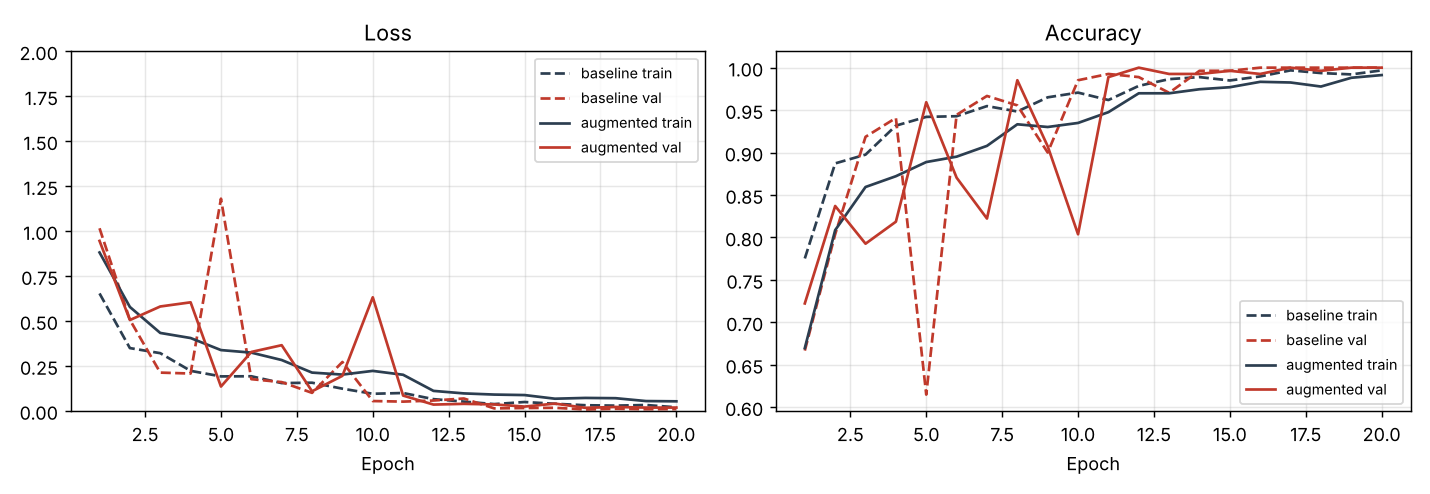 Loss
2.00
1.75
1.50
1.25
1.00
0.75
0.50
0.25
0.00
2.5 5.0 7.5 10.0 12.5 15.0 17.5 20.0
Epoch
baseline train
baseline val
augmented train
augmented val
Accuracy
1.00
0.95
0.90
0.85
0.80
0.75
0.70
0.65
0.60
2.5 5.0 7.5 10.0 12.5 15.0 17.5 20.0
Epoch
baseline train
baseline val
augmented train
augmented val